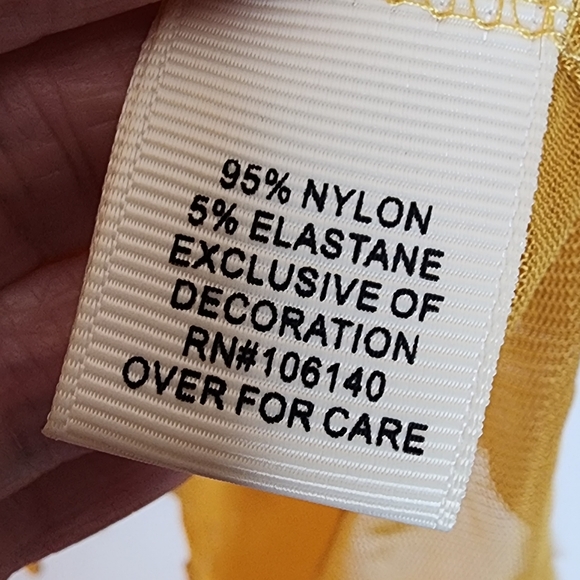 95% NYLON
5% ELASTANE
EXCLUSIVE OF
DECORATION
RN#106140
OVER FOR CARE